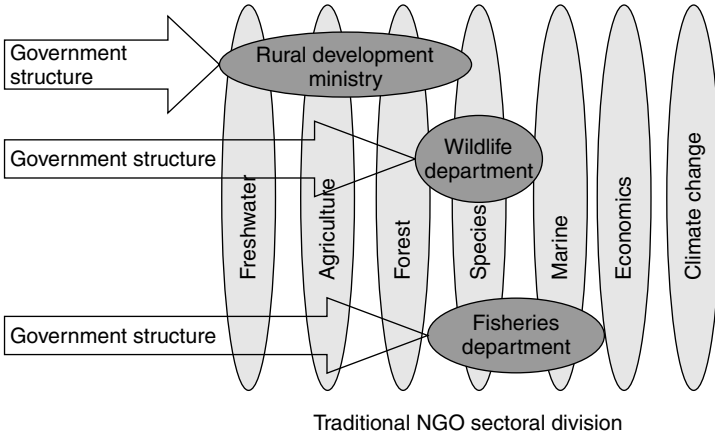 Government
structure
Rural development
ministry
Government structure
Wildlife
department
Freshwater
Agriculture
Forest
Species
Marine
Economics
Climate change
Government structure
Fisheries
department
Traditional NGO sectoral division